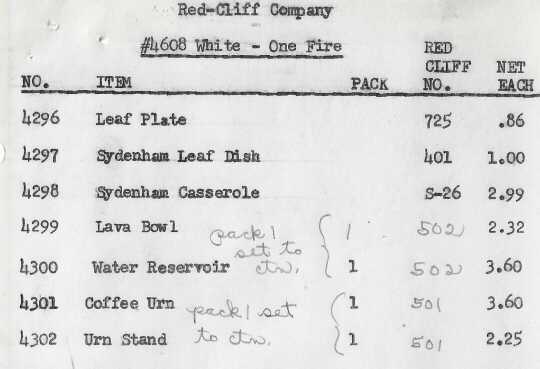 Red-Cliff Company
#4608 White - One Fire
NO. ITEM PACK RED CLIFF NO. NET EACH
4296 Leaf Plate 725 .86
4297 Sydenham Leaf Dish 401 1.00
4298 Sydenham Casserole S-26 2.99
4299 Lava Bowl pack 1 set to ctn. { 1 502 2.32
4300 Water Reservoir 1 502 3.60
4301 Coffee Urn pack 1 set to ctn. { 1 501 3.60
4302 Urn Stand 1 501 2.25